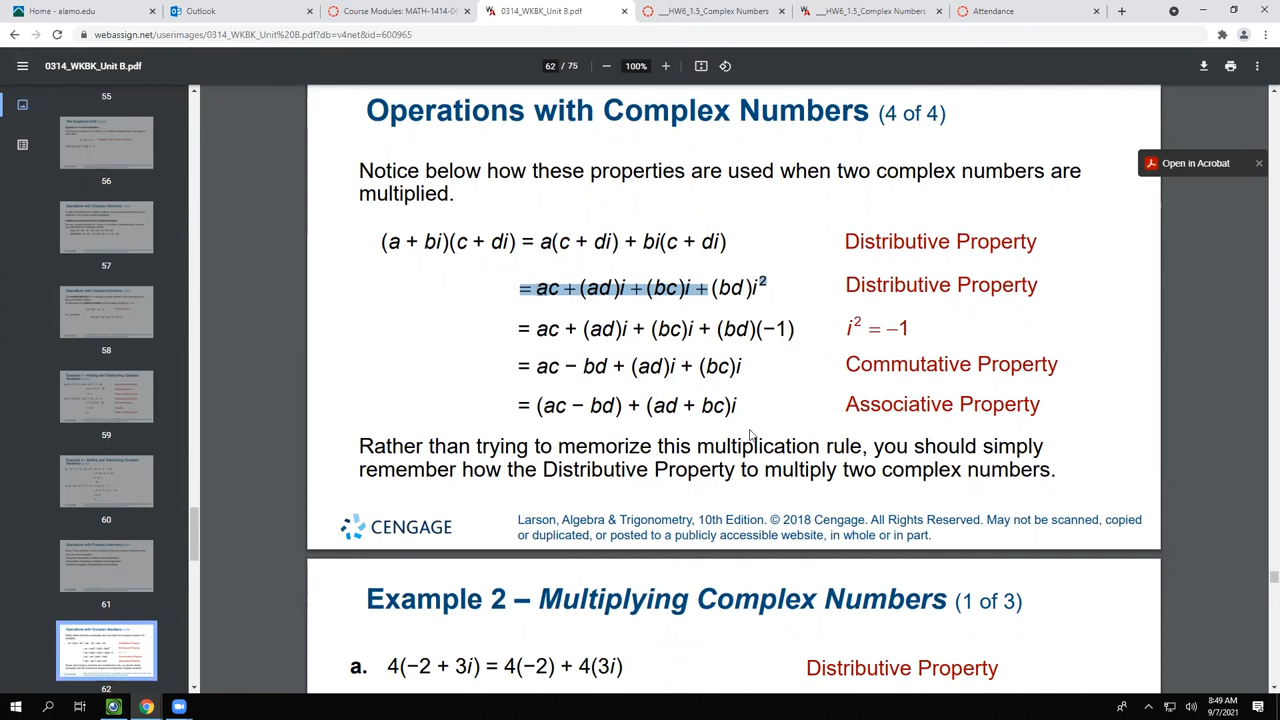 Home - alamo.edu
Outlook
Course Modules: MATH-1414-06
0314_WKBK_Unit B.pdf
__HW6_1.5_Complex Numbers
__HW6_1.5_Complex Numbers
Attendance
webassign.net/userimages/0314_WKBK_Unit%20B.pdf?db=v4net&id=600965
0314_WKBK_Unit B.pdf
62 / 75
100%
Open in Acrobat
55
56
57
58
59
60
61
62
Operations with Complex Numbers (4 of 4)
Notice below how these properties are used when two complex numbers are
multiplied.
(a + bi)(c + di) = a(c + di) + bi(c + di) Distributive Property
= ac + (ad)i + (bc)i + (bd)i² Distributive Property
= ac + (ad)i + (bc)i + (bd)(−1) i² = −1
= ac − bd + (ad)i + (bc)i Commutative Property
= (ac − bd) + (ad + bc)i Associative Property
Rather than trying to memorize this multiplication rule, you should simply
remember how the Distributive Property to multiply two complex numbers.
CENGAGE
Larson, Algebra & Trigonometry, 10th Edition. © 2018 Cengage. All Rights Reserved. May not be scanned, copied
or duplicated, or posted to a publicly accessible website, in whole or in part.
Example 2 – Multiplying Complex Numbers (1 of 3)
a. 4(−2 + 3i) = 4(−2) + 4(3i) Distributive Property
8:49 AM
9/7/2021